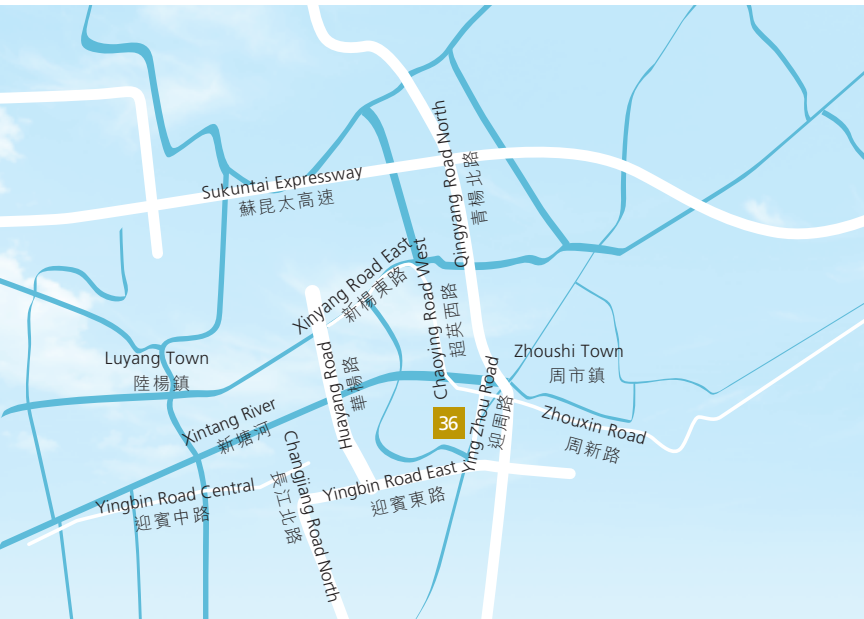 Qingyang Road North
青楊北路
Sukuntai Expressway
蘇昆太高速
Xinyang Road East
新楊東路
Chaoying Road West
超英西路
Luyang Town
陸楊鎮
Huayang Road
華楊路
Zhoushi Town
周市鎮
Ying Zhou Road
迎周路
Xintang River
新塘河
36
Zhouxin Road
周新路
Changjiang Road North
長江北路
Yingbin Road Central
迎賓中路
Yingbin Road East
迎賓東路